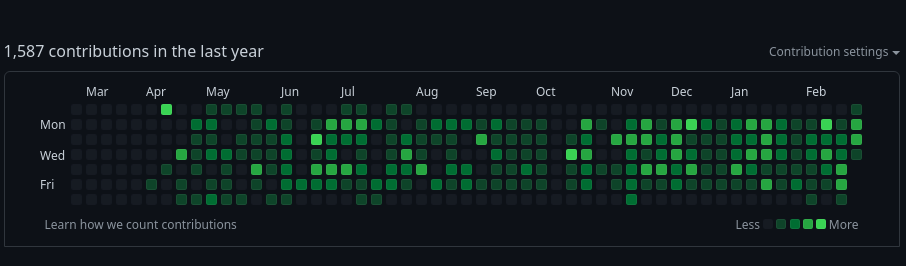 1,587 contributions in the last year
Contribution settings
Mar Apr May Jun Jul Aug Sep Oct Nov Dec Jan Feb
Mon
Wed
Fri
Learn how we count contributions
Less More